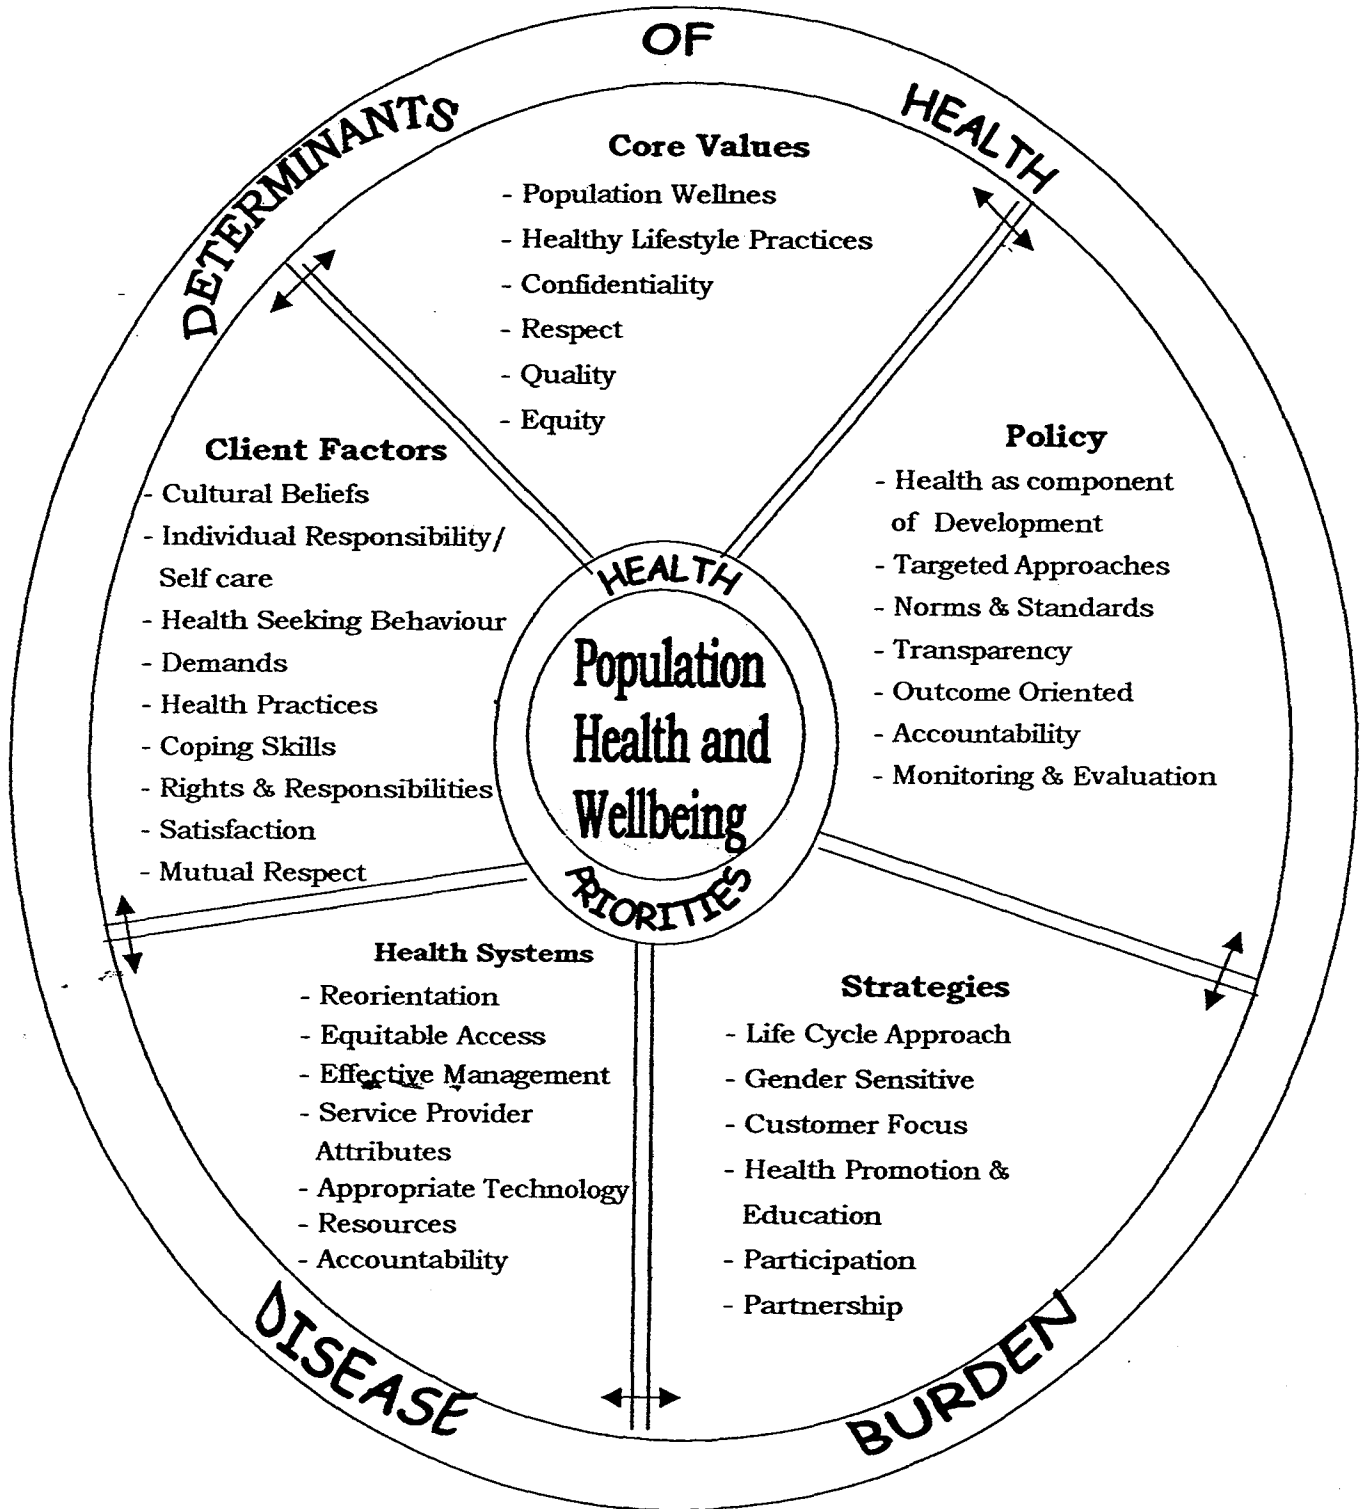 DETERMINANTS
OF
HEALTH
Core Values
- Population Wellnes
- Healthy Lifestyle Practices
- Confidentiality
- Respect
- Quality
- Equity
Client Factors
- Cultural Beliefs
- Individual Responsibility/
Self care
- Health Seeking Behaviour
- Demands
- Health Practices
- Coping Skills
- Rights & Responsibilities
- Satisfaction
- Mutual Respect
Policy
- Health as component
of Development
- Targeted Approaches
- Norms & Standards
- Transparency
- Outcome Oriented
- Accountability
- Monitoring & Evaluation
HEALTH
Population
Health and
Wellbeing
PRIORITIES
Health Systems
- Reorientation
- Equitable Access
- Effective Management
- Service Provider
Attributes
- Appropriate Technology
- Resources
- Accountability
Strategies
- Life Cycle Approach
- Gender Sensitive
- Customer Focus
- Health Promotion &
Education
- Participation
- Partnership
DISEASE
BURDEN